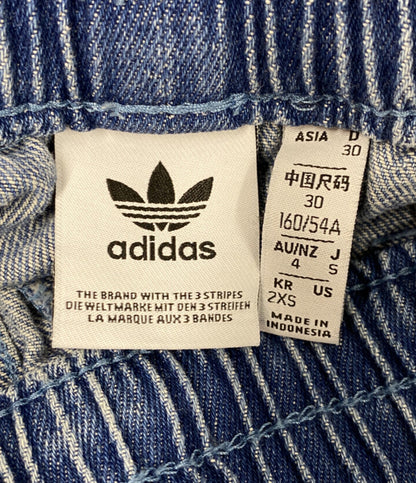 adidas
THE BRAND WITH THE 3 STRIPES
DIE WELTMARKE MIT DEN 3 STREIFEN
LA MARQUE AUX 3 BANDES
ASIA D
30
中国尺码
30
160/54A
AU/NZ J
4 S
KR US
2XS
MADE IN
INDONESIA